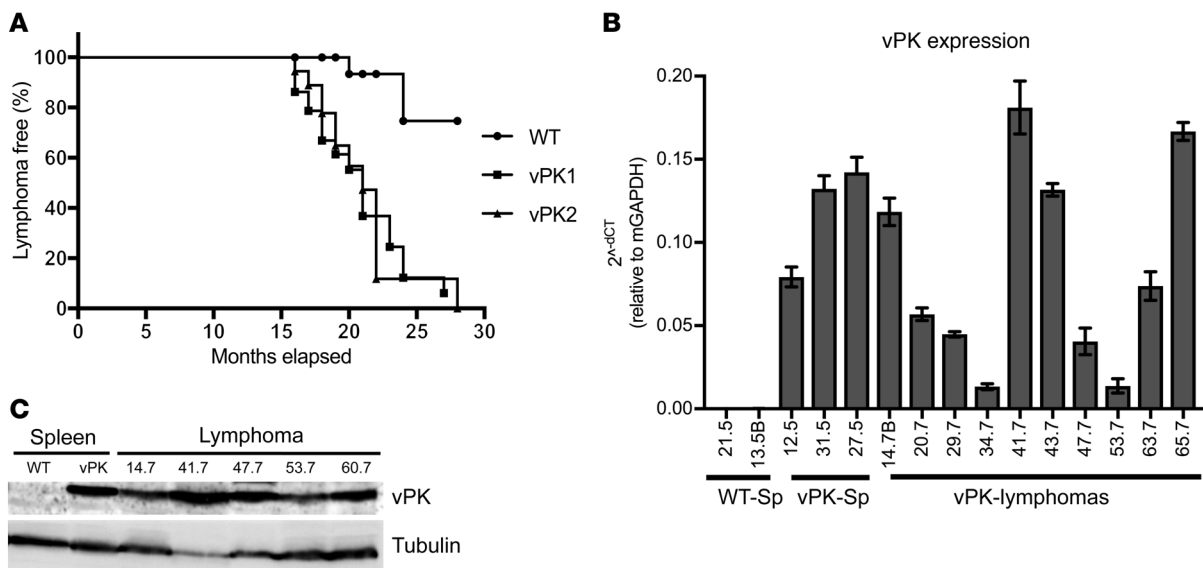 A
Lymphoma free (%)
100
80
60
40
20
0
0 5 10 15 20 25 30
Months elapsed
WT
vPK1
vPK2
B
vPK expression
2^-dCT
(relative to mGAPDH)
0.20
0.15
0.10
0.05
0.00
21.5 13.5B 12.5 31.5 27.5 14.7B 20.7 29.7 34.7 41.7 43.7 47.7 53.7 63.7 65.7
WT-Sp vPK-Sp vPK-lymphomas
C
Spleen Lymphoma
WT vPK 14.7 41.7 47.7 53.7 60.7
vPK
Tubulin